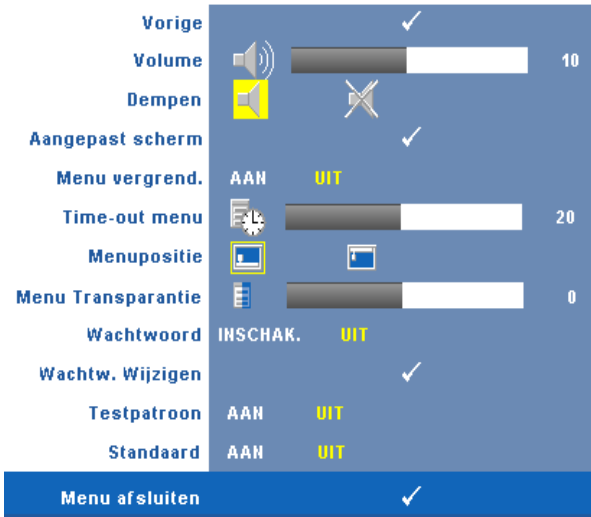 Vorige
Volume 10
Dempen
Aangepast scherm
Menu vergrend. AAN UIT
Time-out menu 20
Menupositie
Menu Transparantie 0
Wachtwoord INSCHAK. UIT
Wachtw. Wijzigen
Testpatroon AAN UIT
Standaard AAN UIT
Menu afsluiten